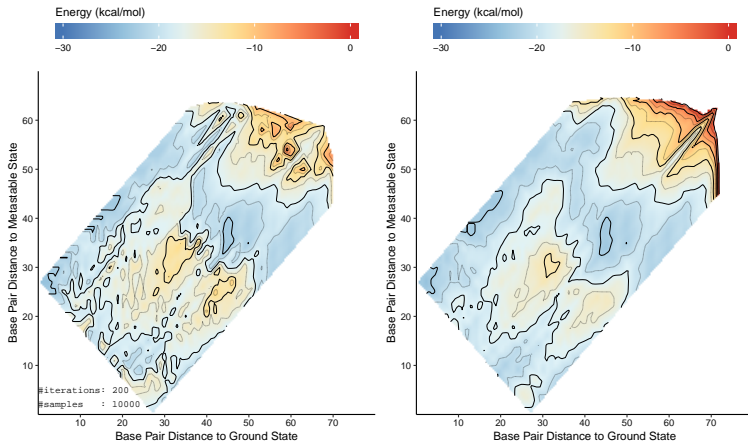 Energy (kcal/mol)
−30 −20 −10 0
Base Pair Distance to Metastable State
60
50
40
30
20
10
#iterations: 200
#samples : 10000
10 20 30 40 50 60 70
Base Pair Distance to Ground State
Energy (kcal/mol)
−30 −20 −10 0
Base Pair Distance to Metastable State
60
50
40
30
20
10
10 20 30 40 50 60 70
Base Pair Distance to Ground State